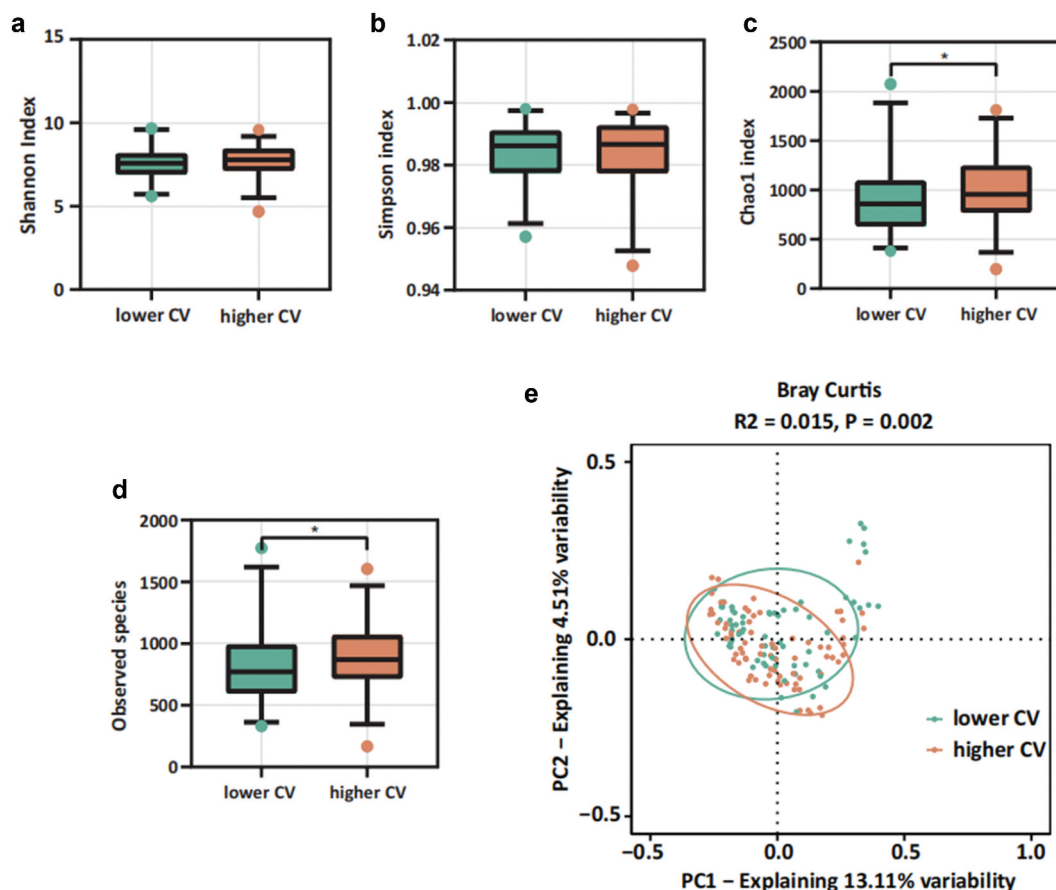 a
Shannon Index
15
10
5
0
lower CV higher CV
b
Simpson index
1.02
1.00
0.98
0.96
0.94
lower CV higher CV
c
Chao1 index
2500
2000
1500
1000
500
0
*
lower CV higher CV
d
Observed species
2000
1500
1000
500
0
*
lower CV higher CV
e
Bray Curtis
R2 = 0.015, P = 0.002
PC2 – Explaining 4.51% variability
0.5
0.0
−0.5
lower CV
higher CV
−0.5 0.0 0.5 1.0
PC1 – Explaining 13.11% variability